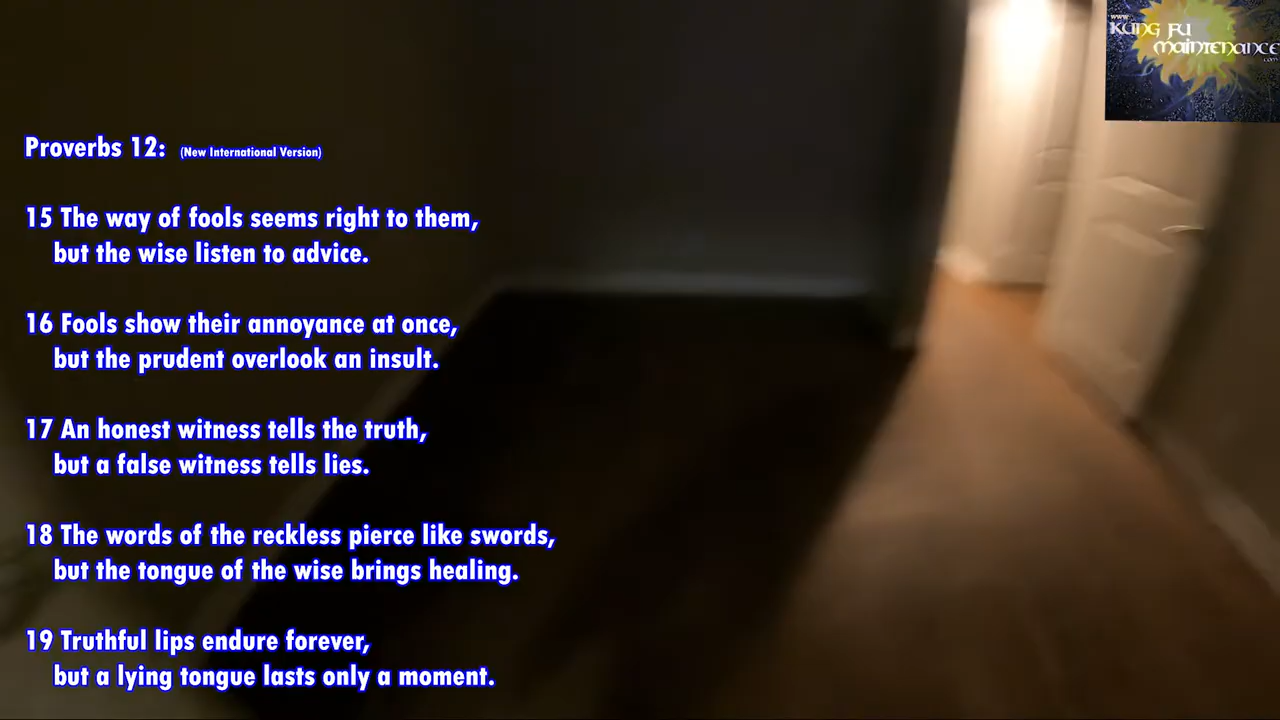 www
Kung Fu
Maintenance
.com
Proverbs 12: (New International Version)
15 The way of fools seems right to them,
but the wise listen to advice.
16 Fools show their annoyance at once,
but the prudent overlook an insult.
17 An honest witness tells the truth,
but a false witness tells lies.
18 The words of the reckless pierce like swords,
but the tongue of the wise brings healing.
19 Truthful lips endure forever,
but a lying tongue lasts only a moment.